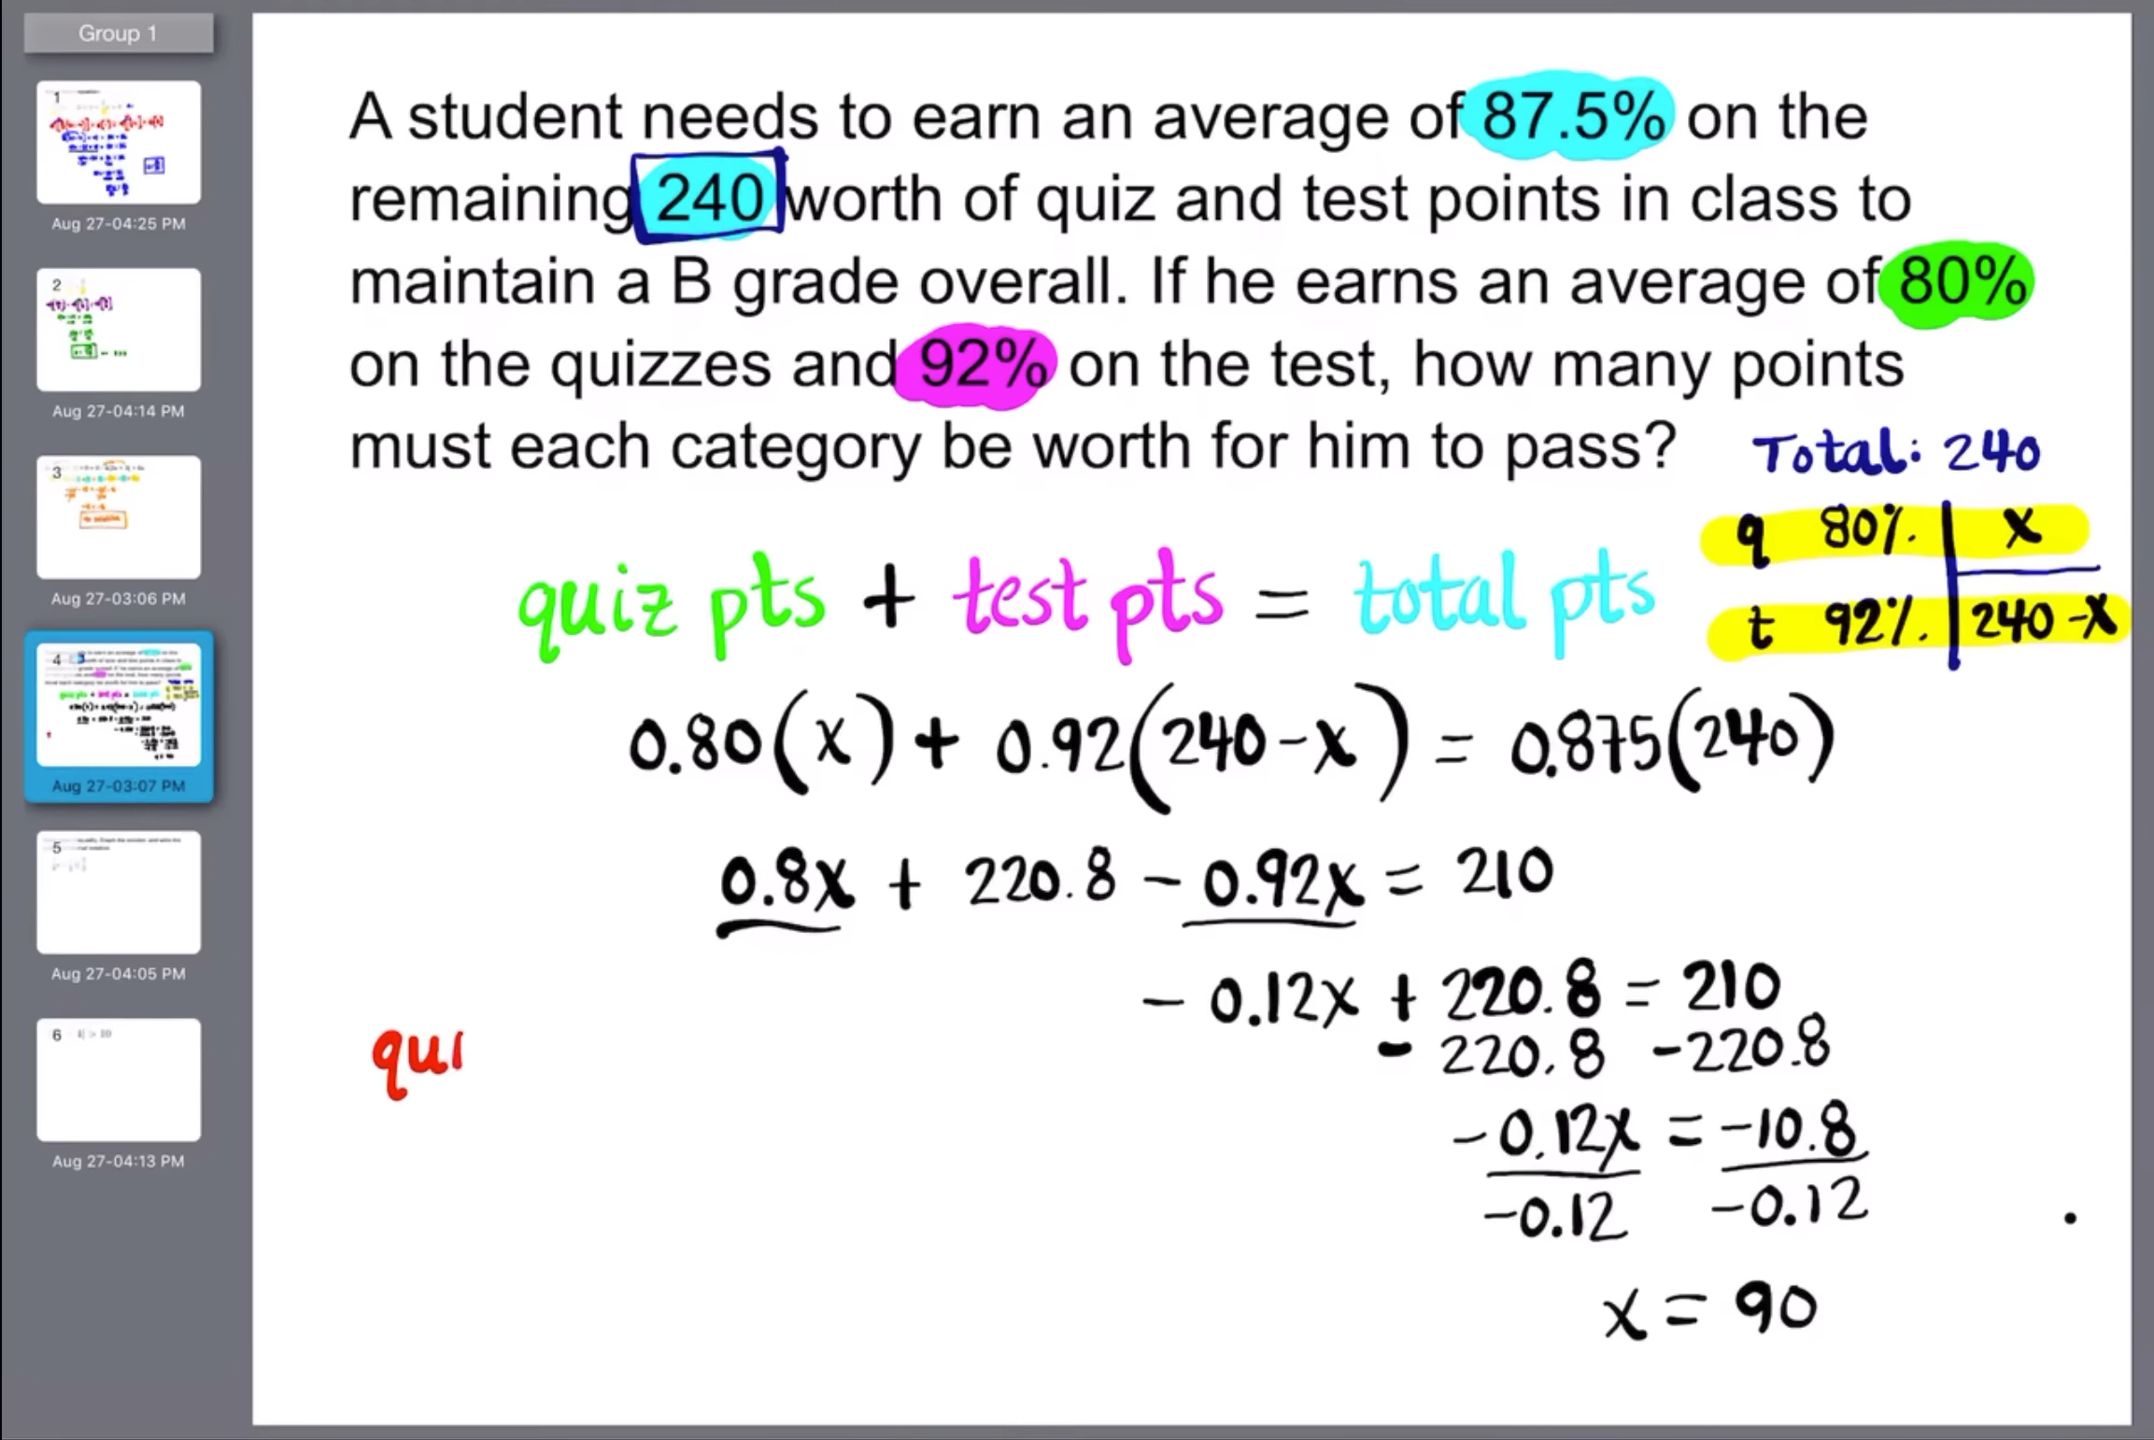 Group 1
1
Aug 27-04:25 PM
2
Aug 27-04:14 PM
3
Aug 27-03:06 PM
4
Aug 27-03:07 PM
5
Aug 27-04:05 PM
6
Aug 27-04:13 PM
A student needs to earn an average of 87.5% on the
remaining 240 worth of quiz and test points in class to
maintain a B grade overall. If he earns an average of 80%
on the quizzes and 92% on the test, how many points
must each category be worth for him to pass?
Total: 240
q 80% x
t 92% 240-x
quiz pts + test pts = total pts
0.80(x) + 0.92(240-x) = 0.875(240)
0.8x + 220.8 - 0.92x = 210
- 0.12x + 220.8 = 210
- 220.8 -220.8
-0.12x = -10.8
-0.12 -0.12
x = 90
qui